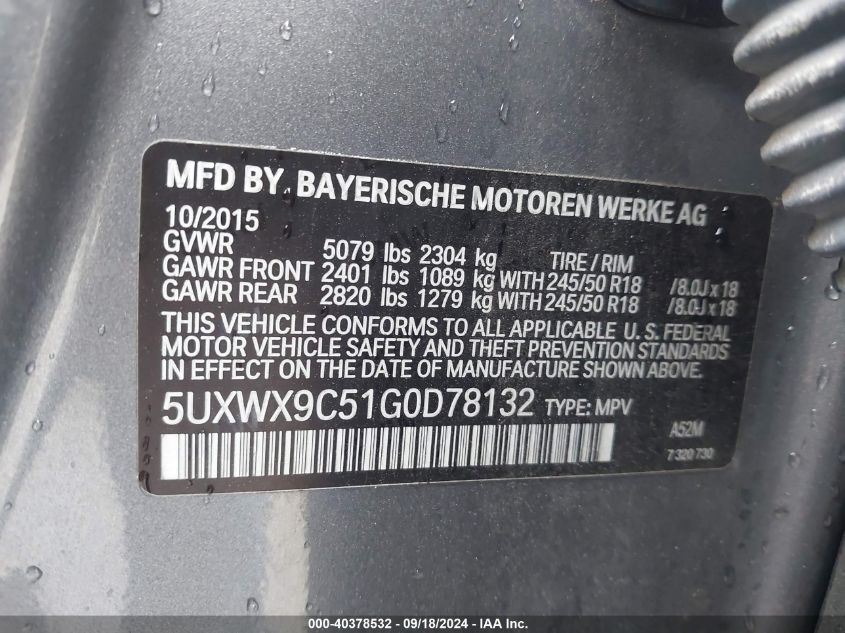 MFD BY. BAYERISCHE MOTOREN WERKE AG
10/2015
GVWR 5079 lbs 2304 kg TIRE / RIM
GAWR FRONT 2401 lbs 1089 kg WITH 245/50 R18 / 8.0J x 18
GAWR REAR 2820 lbs 1279 kg WITH 245/50 R18 / 8.0J x 18
THIS VEHICLE CONFORMS TO ALL APPLICABLE U. S. FEDERAL
MOTOR VEHICLE SAFETY AND THEFT PREVENTION STANDARDS
IN EFFECT ON THE DATE OF MANUFACTURE SHOWN ABOVE.
5UXWX9C51G0D78132 TYPE: MPV
A52M
7 320 730
000-40378532 - 09/18/2024 - IAA Inc.